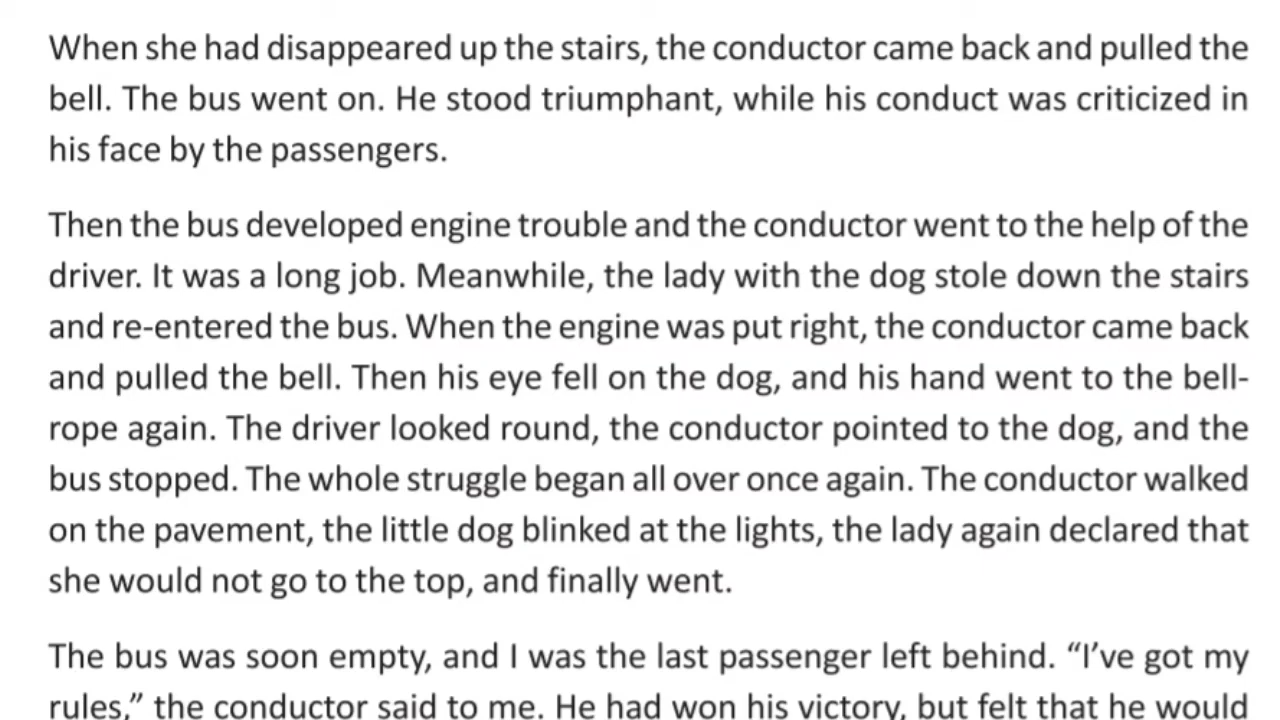 When she had disappeared up the stairs, the conductor came back and pulled the
bell. The bus went on. He stood triumphant, while his conduct was criticized in
his face by the passengers.
Then the bus developed engine trouble and the conductor went to the help of the
driver. It was a long job. Meanwhile, the lady with the dog stole down the stairs
and re-entered the bus. When the engine was put right, the conductor came back
and pulled the bell. Then his eye fell on the dog, and his hand went to the bell-
rope again. The driver looked round, the conductor pointed to the dog, and the
bus stopped. The whole struggle began all over once again. The conductor walked
on the pavement, the little dog blinked at the lights, the lady again declared that
she would not go to the top, and finally went.
The bus was soon empty, and I was the last passenger left behind. “I’ve got my
rules,” the conductor said to me. He had won his victory, but felt that he would